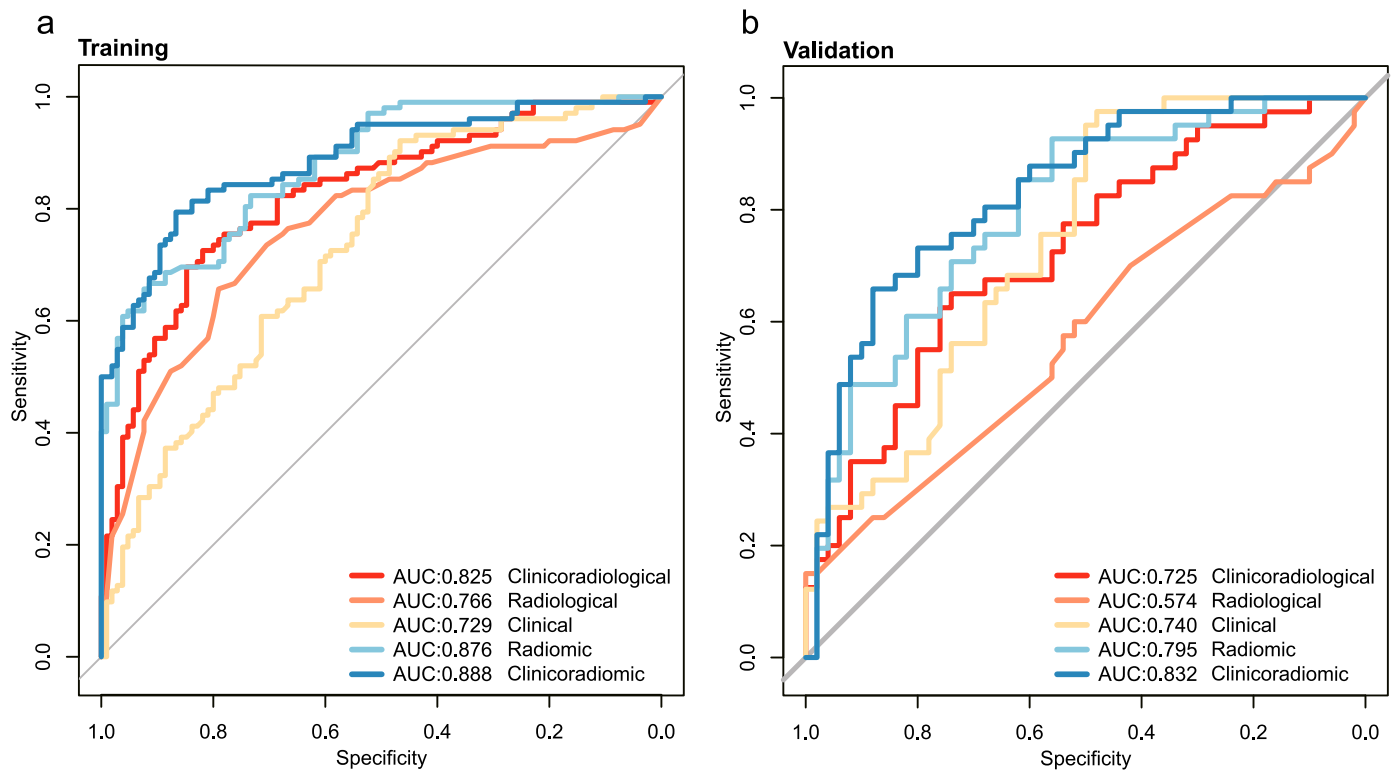 a
Training
1.0
0.8
0.6
0.4
0.2
0.0
Sensitivity
AUC:0.825 Clinicoradiological
AUC:0.766 Radiological
AUC:0.729 Clinical
AUC:0.876 Radiomic
AUC:0.888 Clinicoradiomic
1.0 0.8 0.6 0.4 0.2 0.0
Specificity
b
Validation
1.0
0.8
0.6
0.4
0.2
0.0
Sensitivity
AUC:0.725 Clinicoradiological
AUC:0.574 Radiological
AUC:0.740 Clinical
AUC:0.795 Radiomic
AUC:0.832 Clinicoradiomic
1.0 0.8 0.6 0.4 0.2 0.0
Specificity